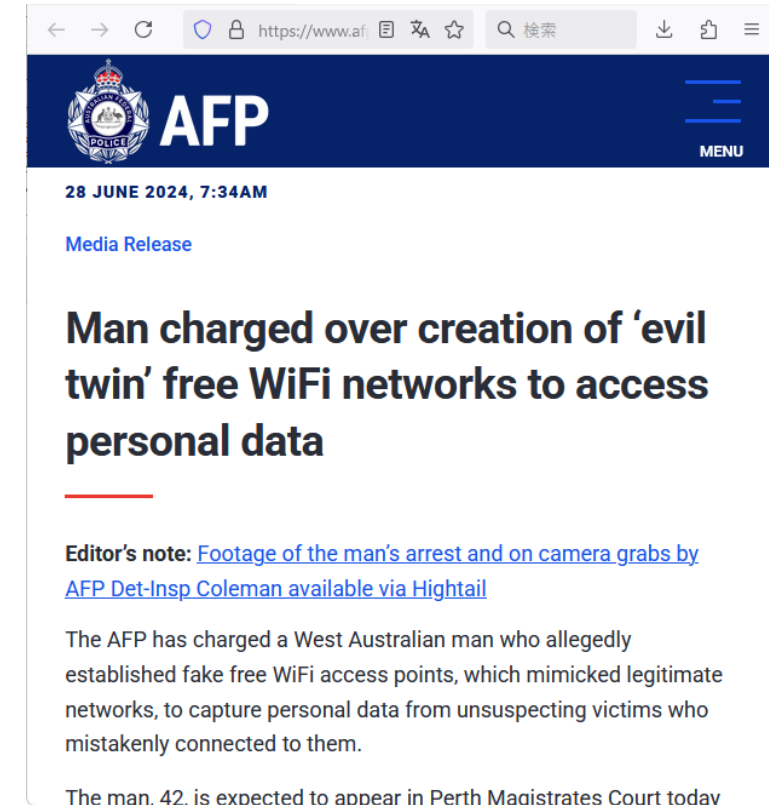 https://www.af
検索
AUSTRALIAN FEDERAL
POLICE
AFP
MENU
28 JUNE 2024, 7:34AM
Media Release
Man charged over creation of ‘evil
twin’ free WiFi networks to access
personal data
Editor’s note: Footage of the man’s arrest and on camera grabs by
AFP Det-Insp Coleman available via Hightail
The AFP has charged a West Australian man who allegedly
established fake free WiFi access points, which mimicked legitimate
networks, to capture personal data from unsuspecting victims who
mistakenly connected to them.
The man, 42, is expected to appear in Perth Magistrates Court today